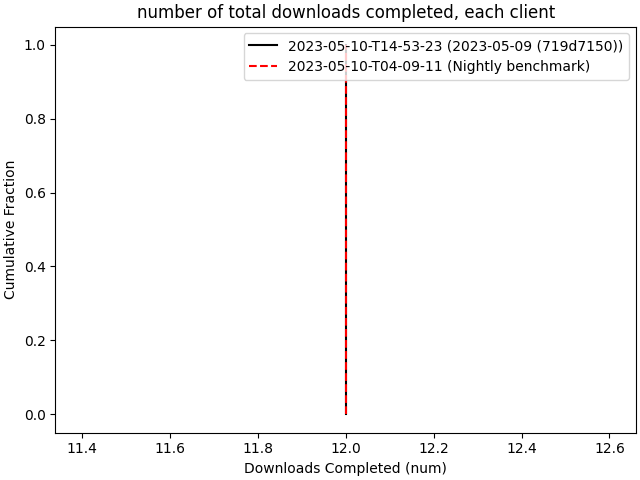 number of total downloads completed, each client
2023-05-10-T14-53-23 (2023-05-09 (719d7150))
2023-05-10-T04-09-11 (Nightly benchmark)
1.0
0.8
0.6
0.4
0.2
0.0
Cumulative Fraction
11.4 11.6 11.8 12.0 12.2 12.4 12.6
Downloads Completed (num)